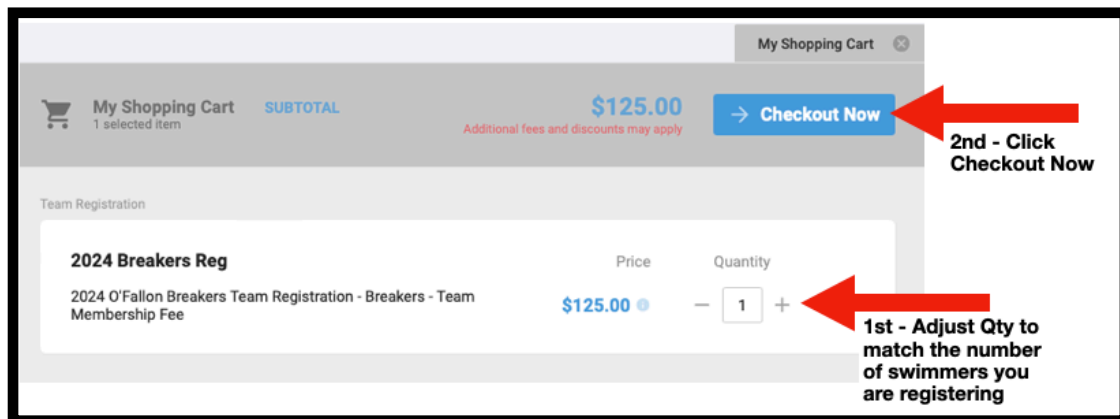 My Shopping Cart
My Shopping Cart
1 selected item
SUBTOTAL
$125.00
Additional fees and discounts may apply
Checkout Now
2nd - Click
Checkout Now
Team Registration
2024 Breakers Reg
Price
Quantity
2024 O'Fallon Breakers Team Registration - Breakers - Team
Membership Fee
$125.00
1
1st - Adjust Qty to
match the number
of swimmers you
are registering